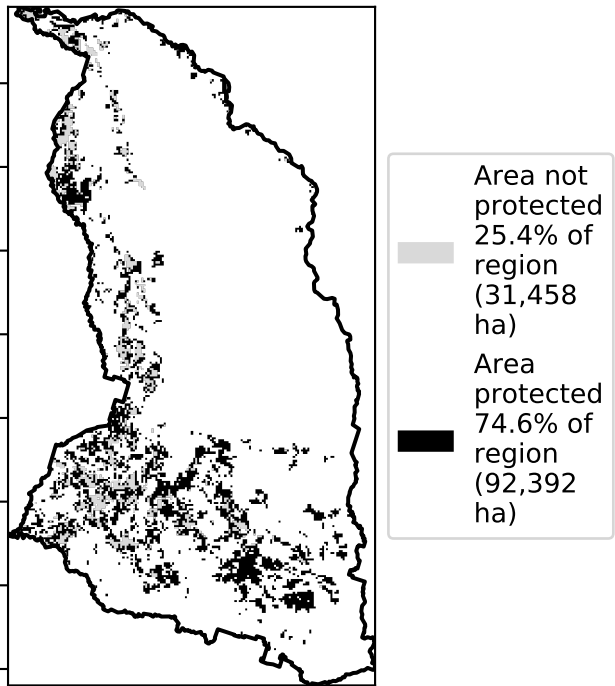 Area not
protected
25.4% of
region
(31,458
ha)
Area
protected
74.6% of
region
(92,392
ha)